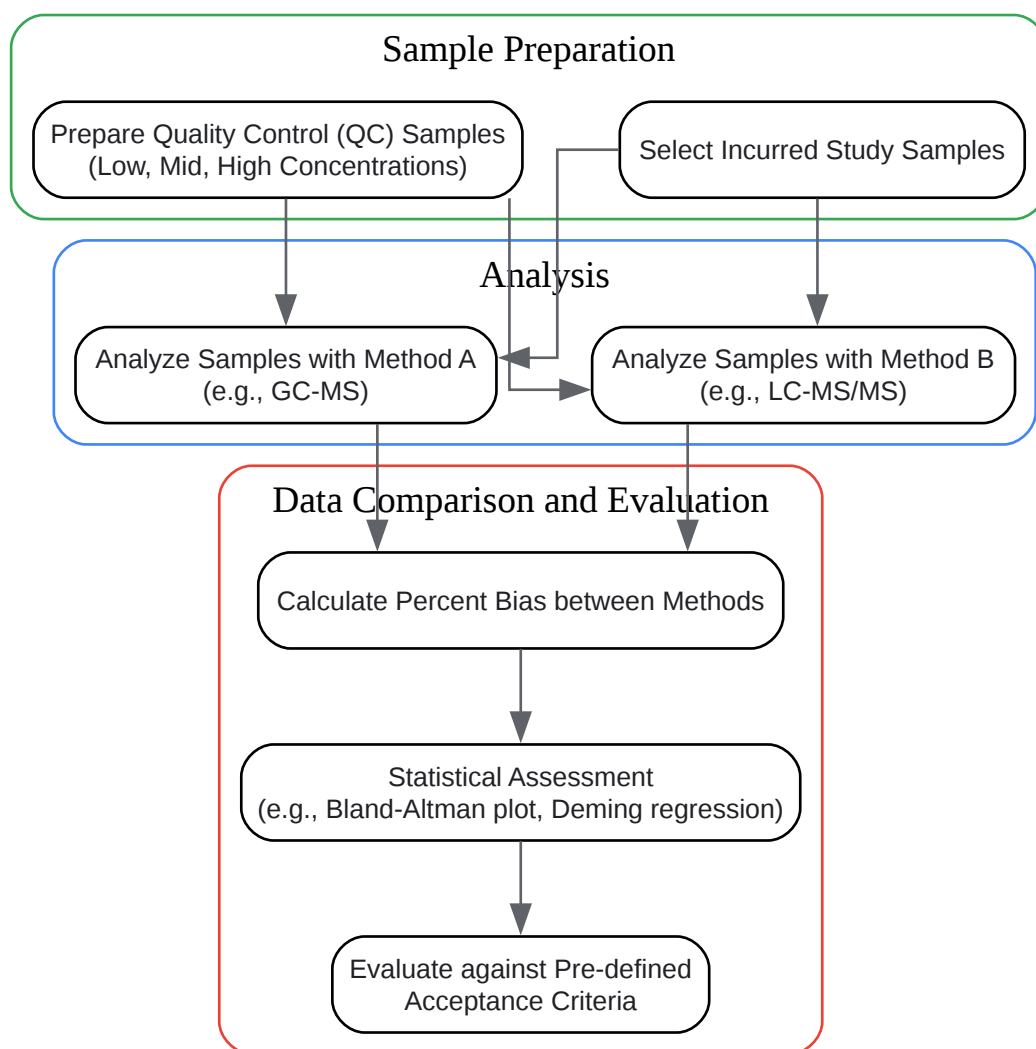 Sample Preparation
Prepare Quality Control (QC) Samples
(Low, Mid, High Concentrations)
Select Incurred Study Samples
Analysis
Analyze Samples with Method A
(e.g., GC-MS)
Analyze Samples with Method B
(e.g., LC-MS/MS)
Data Comparison and Evaluation
Calculate Percent Bias between Methods
Statistical Assessment
(e.g., Bland-Altman plot, Deming regression)
Evaluate against Pre-defined
Acceptance Criteria